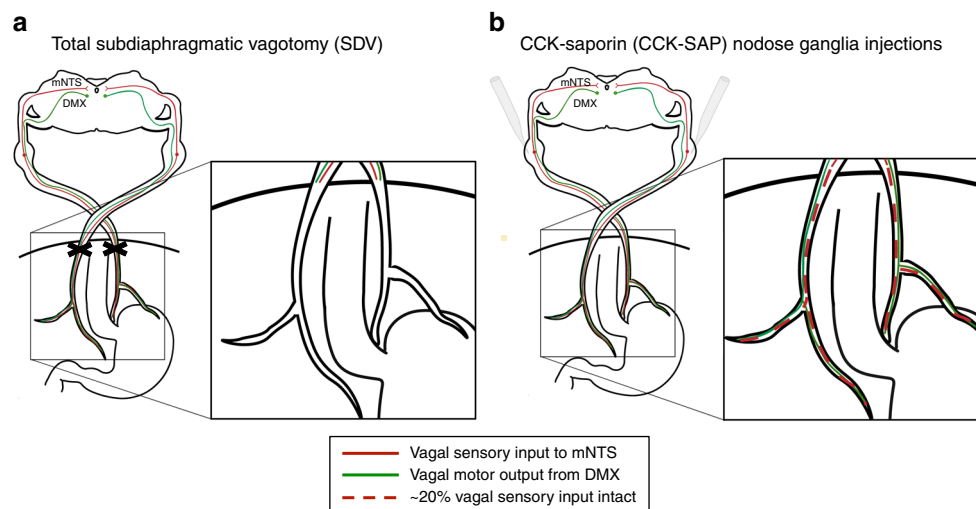 a
Total subdiaphragmatic vagotomy (SDV)
mNTS
DMX
b
CCK-saporin (CCK-SAP) nodose ganglia injections
mNTS
DMX
Vagal sensory input to mNTS
Vagal motor output from DMX
~20% vagal sensory input intact